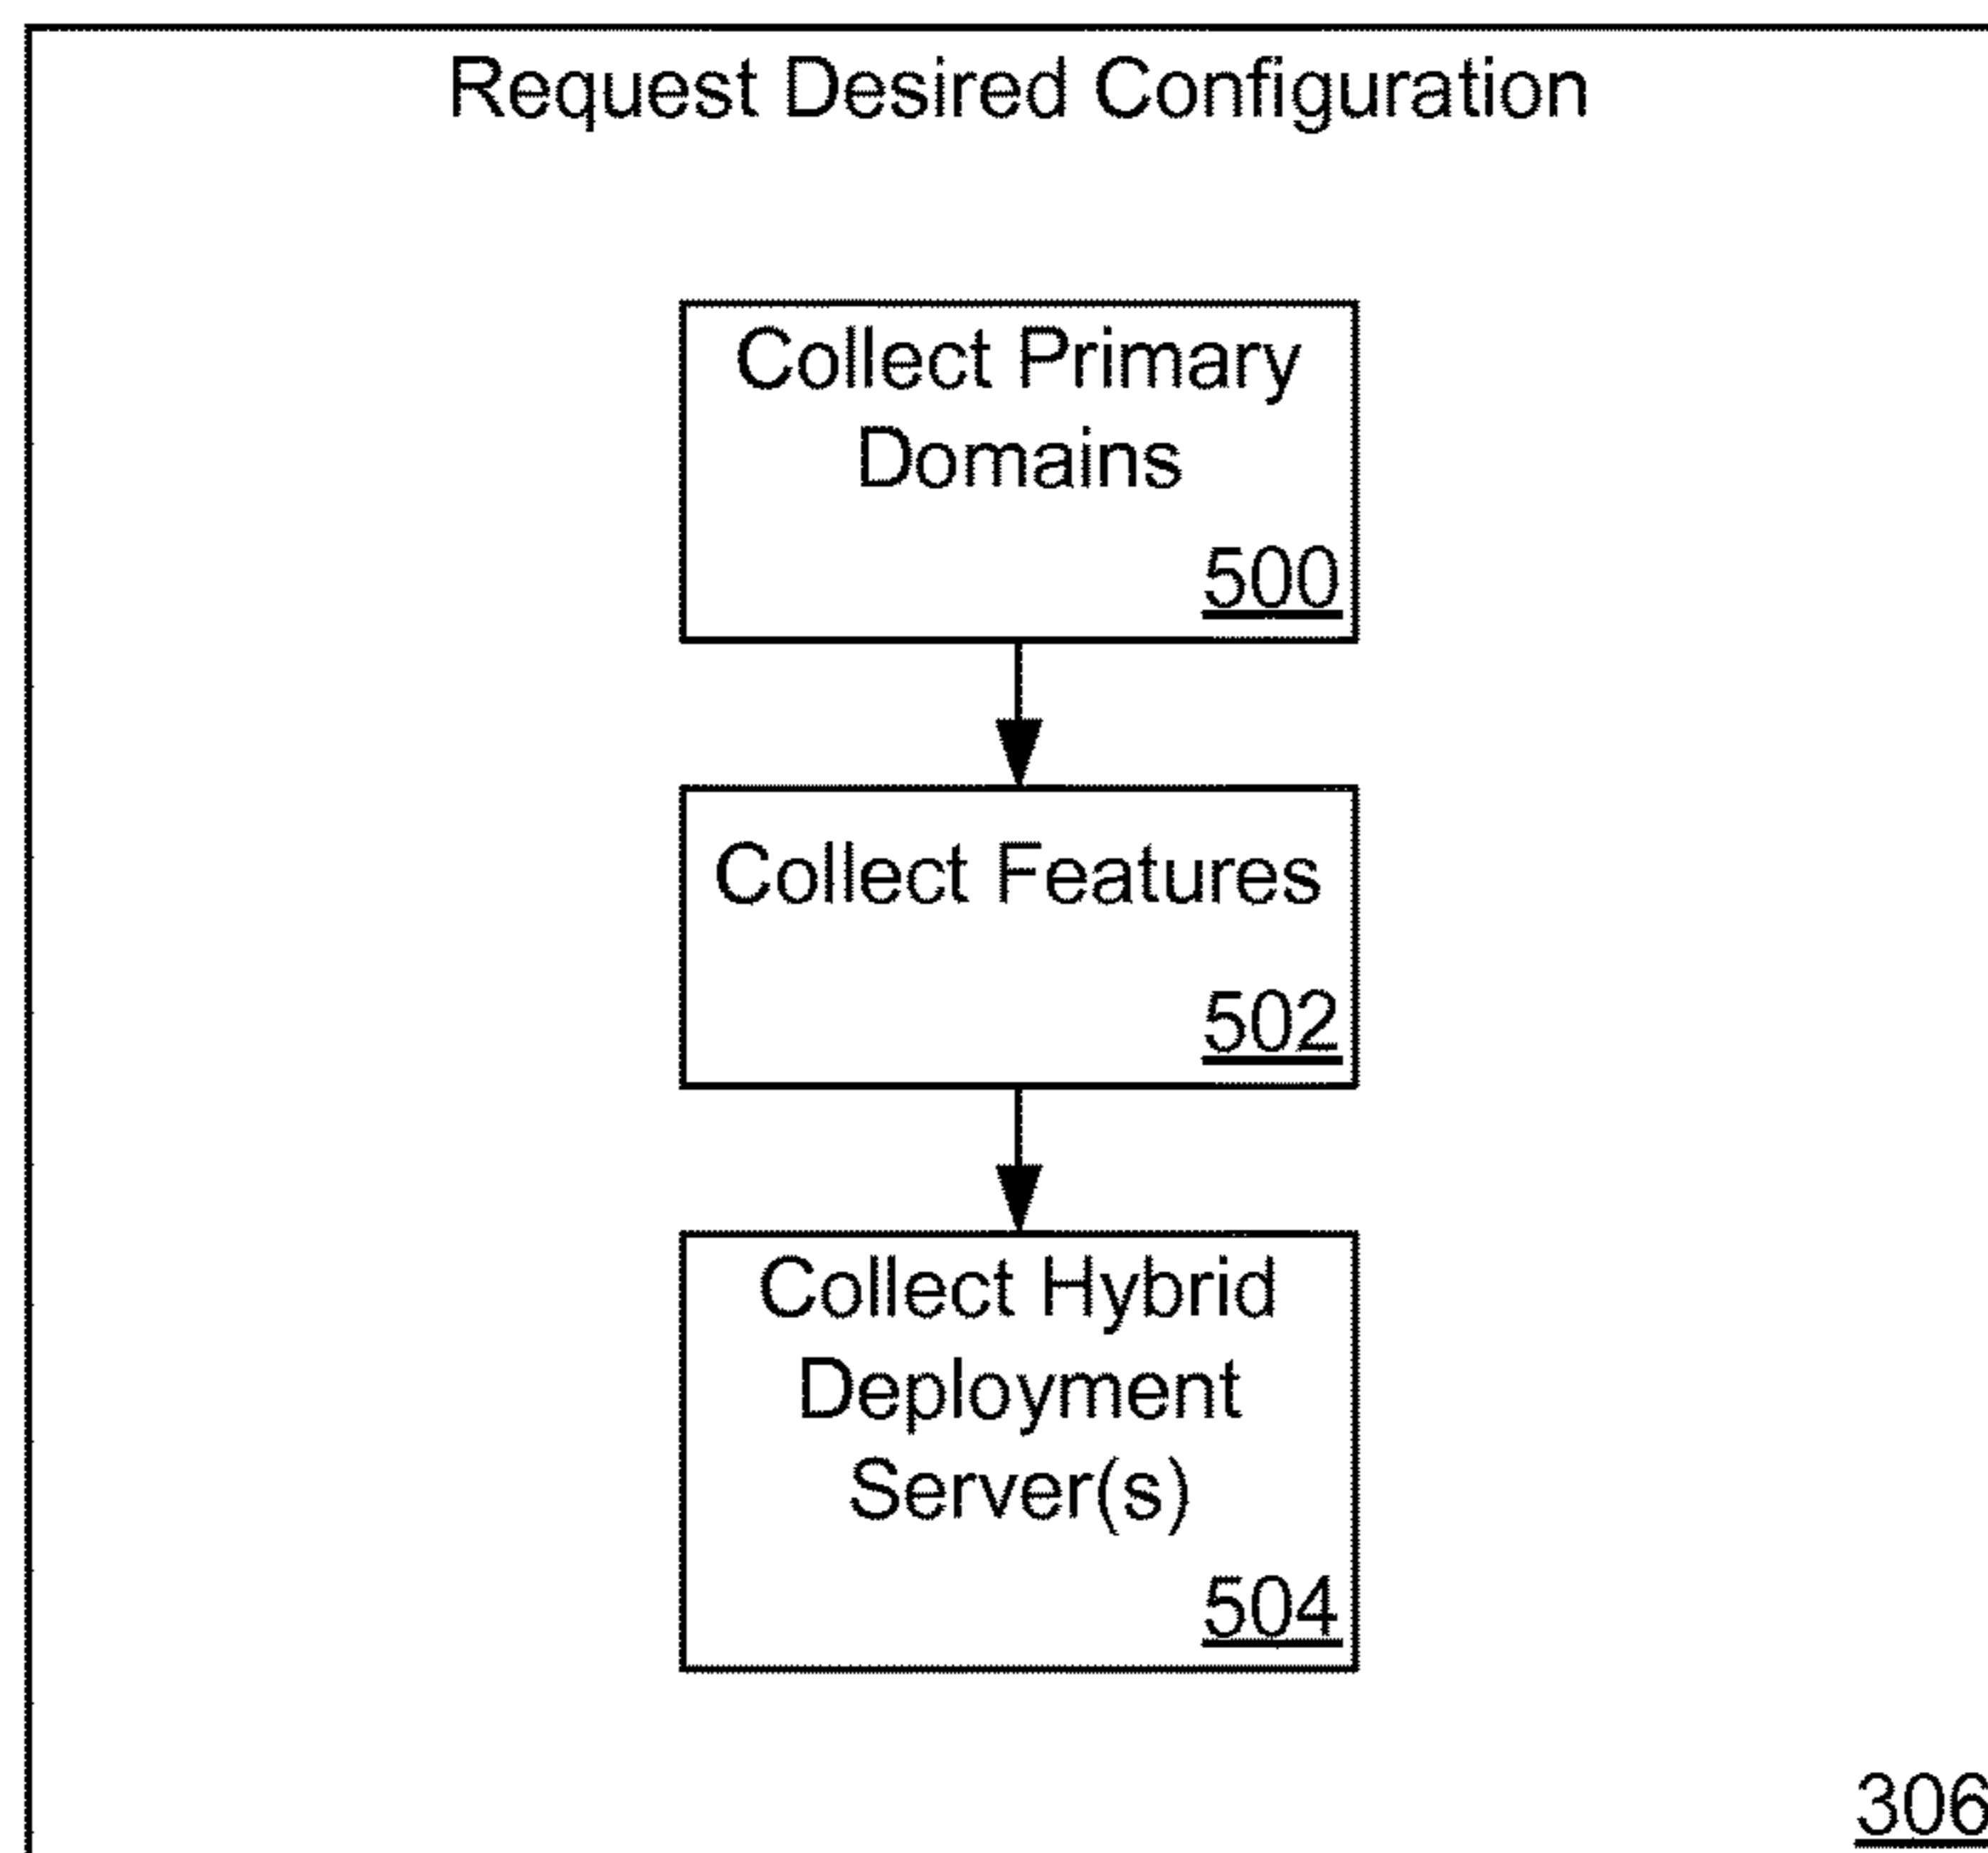 Request Desired Configuration
Collect Primary
Domains
500
Collect Features
502
Collect Hybrid
Deployment
Server(s)
504
306